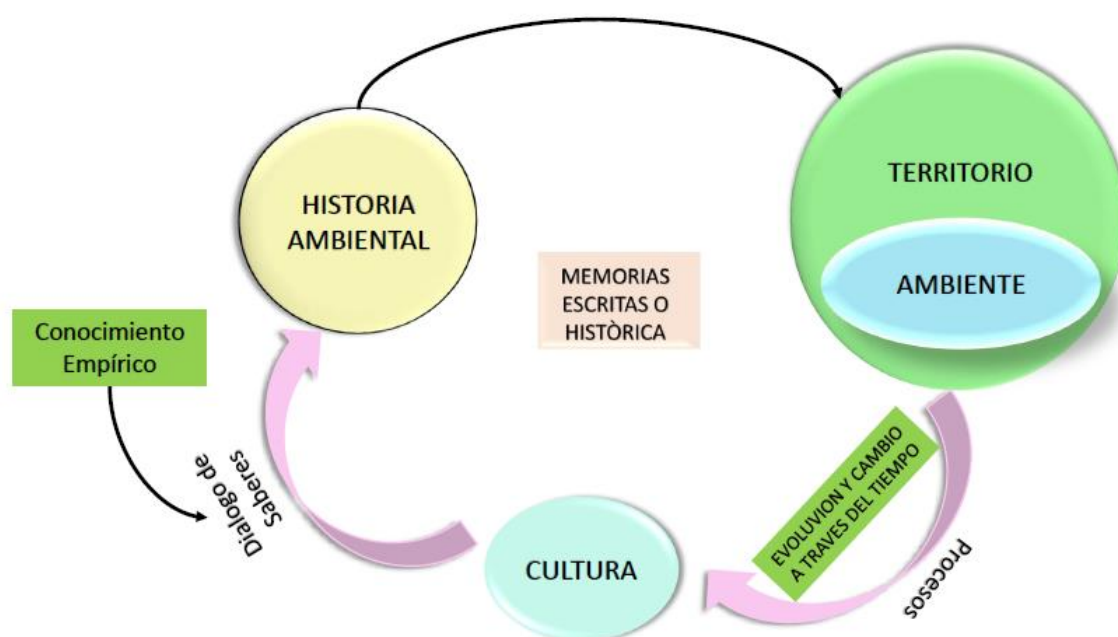 HISTORIA
AMBIENTAL
TERRITORIO
AMBIENTE
MEMORIAS
ESCRITAS O
HISTÒRICA
Conocimiento
Empírico
Dialogo de
Saberes
EVOLUVION Y CAMBIO
A TRAVES DEL TIEMPO
Procesos
CULTURA